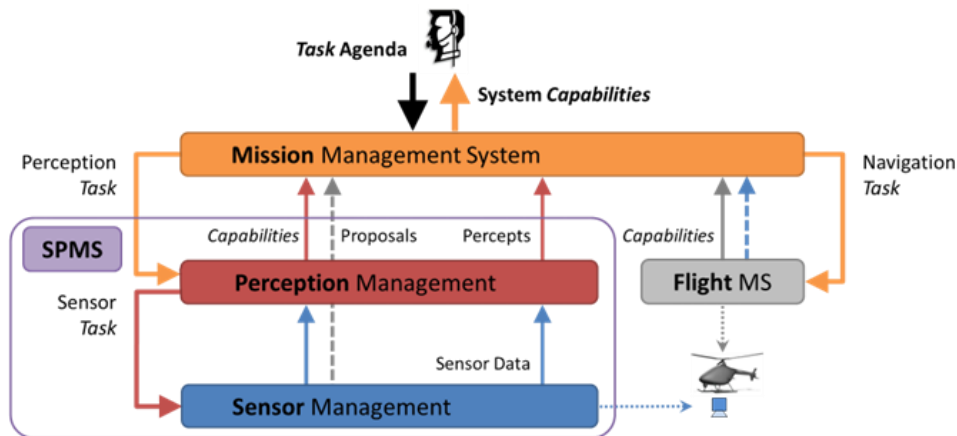 Task Agenda
System Capabilities
Mission Management System
Perception
Task
Navigation
Task
SPMS
Capabilities
Proposals
Percepts
Capabilities
Perception Management
Flight MS
Sensor
Task
Sensor Data
Sensor Management